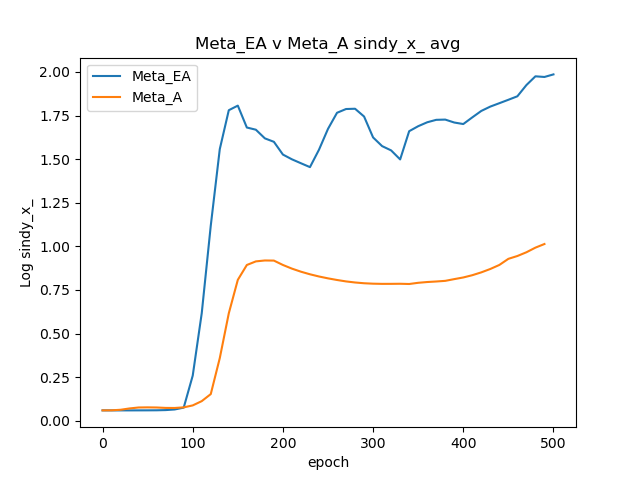 Meta_EA v Meta_A sindy_x_ avg
Meta_EA
Meta_A
2.00
1.75
1.50
1.25
1.00
0.75
0.50
0.25
0.00
Log sindy_x_
0 100 200 300 400 500
epoch